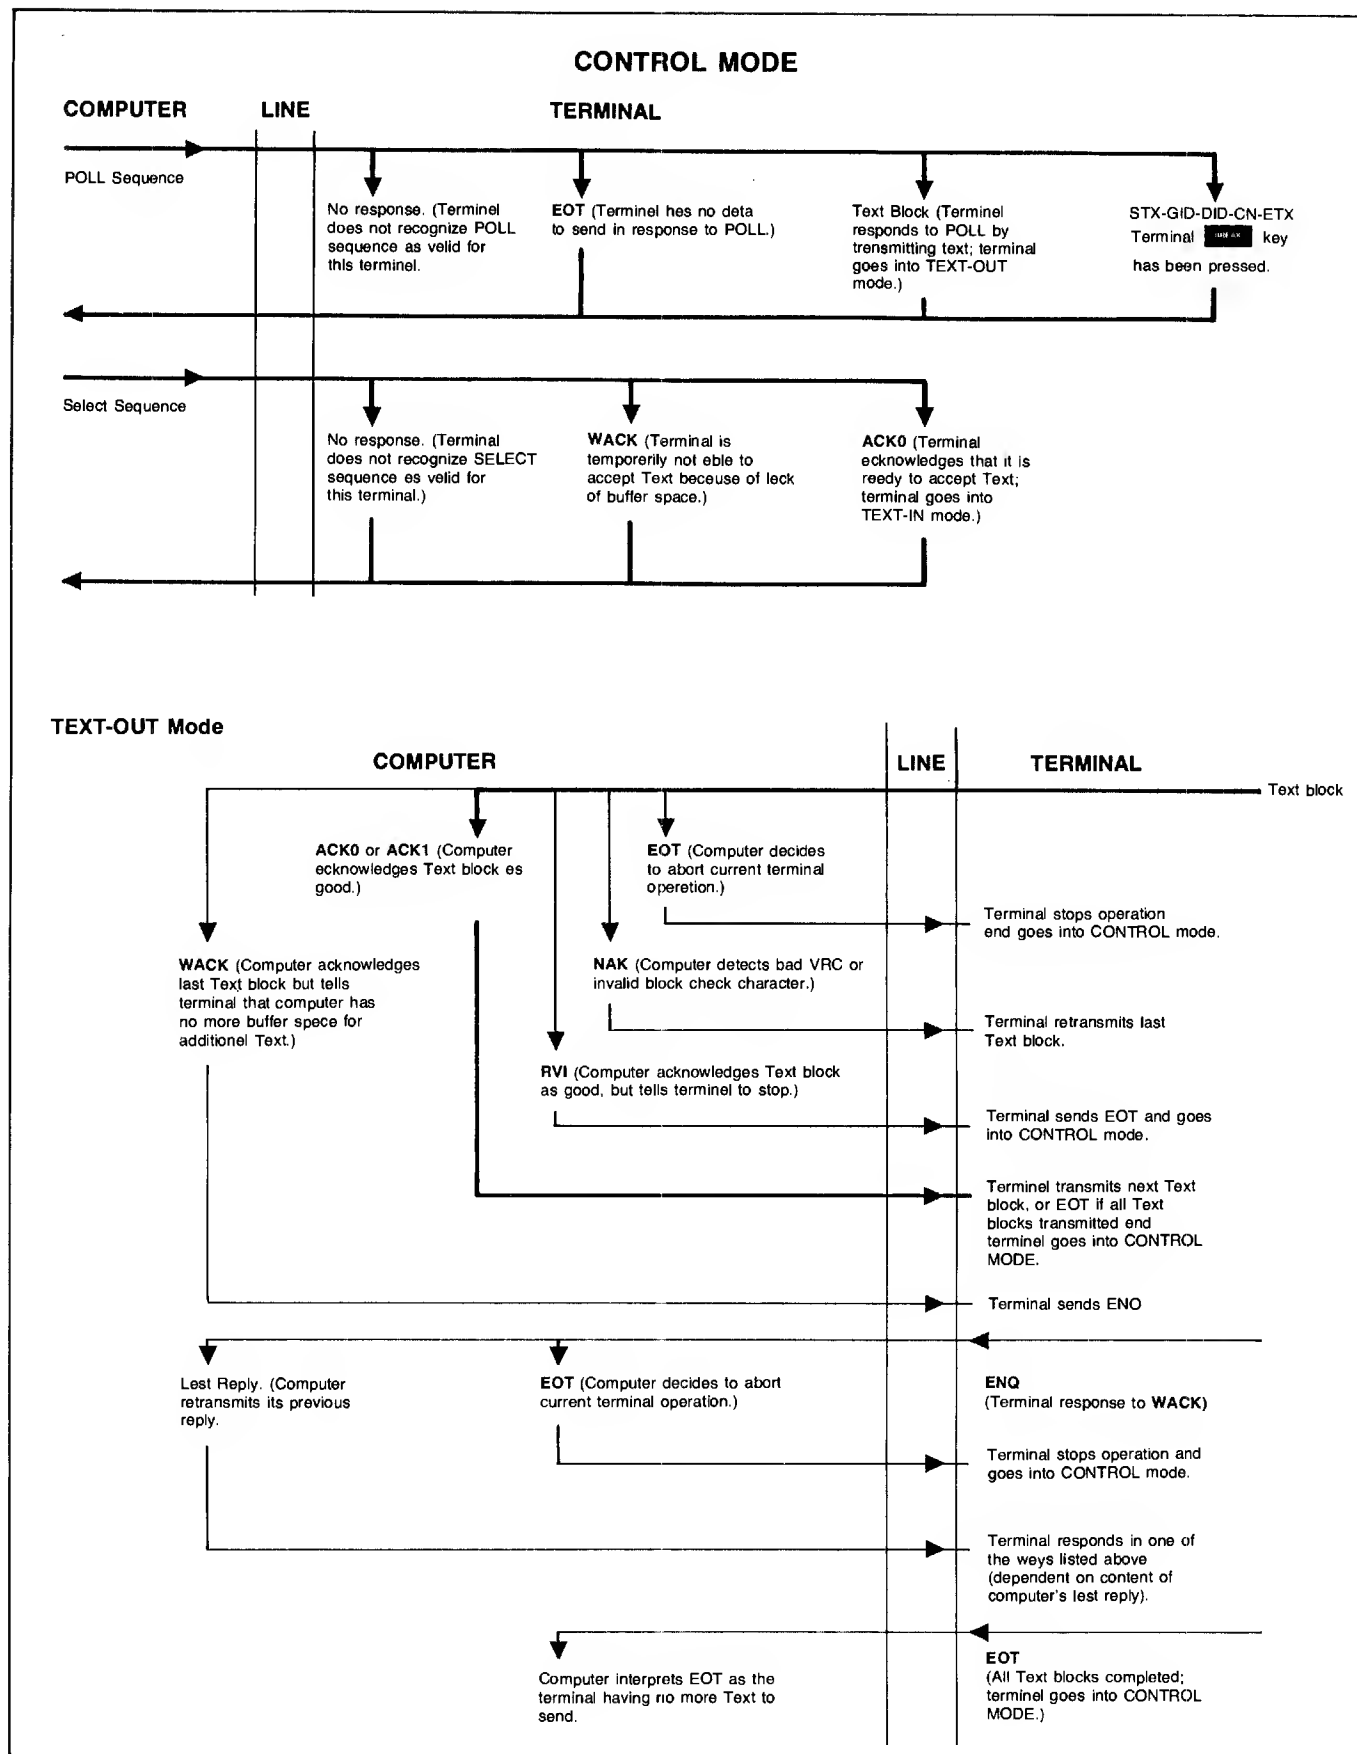 CONTROL MODE
COMPUTER LINE TERMINAL
POLL Sequence
No response. (Terminel
does not recognize POLL
sequence as velid for
this terminel.
EOT (Terminel hes no deta
to send in response to POLL.)
Text Block (Terminel
responds to POLL by
trensmitting text; terminal
goes into TEXT-OUT
mode.)
STX-GID-DID-CN-ETX
Terminal BREAK key
has been pressed.
Select Sequence
No response. (Terminal
does not recognize SELECT
sequence es velid for
this terminal.)
WACK (Terminal is
temporerily not eble to
accept Text beceuse of leck
of buffer space.)
ACK0 (Terminal
ecknowledges that it is
reedy to accept Text;
terminal goes into
TEXT-IN mode.)
TEXT-OUT Mode
COMPUTER LINE TERMINAL
Text block
ACK0 or ACK1 (Computer
ecknowledges Text block es
good.)
EOT (Computer decides
to abort current terminal
operetion.)
Terminal stops operation
end goes into CONTROL mode.
WACK (Computer acknowledges
last Text block but tells
terminal that computer has
no more buffer spece for
additionel Text.)
NAK (Computer detects bad VRC or
invalid block check character.)
Terminal retransmits last
Text block.
RVI (Computer acknowledges Text block
as good, but tells terminel to stop.)
Terminal sends EOT and goes
into CONTROL mode.
Terminel transmits next Text
block, or EOT if all Text
blocks transmitted end
terminel goes into CONTROL
MODE.
Terminal sends ENO
Lest Reply. (Computer
retransmits its previous
reply.
EOT (Computer decides to abort
current terminal operation.)
ENQ
(Terminal response to WACK)
Terminal stops operation and
goes into CONTROL mode.
Terminal responds in one of
the weys listed above
(dependent on content of
computer's lest reply).
Computer interprets EOT as the
terminal having no more Text to
send.
EOT
(All Text blocks completed;
terminel goes into CONTROL
MODE.)